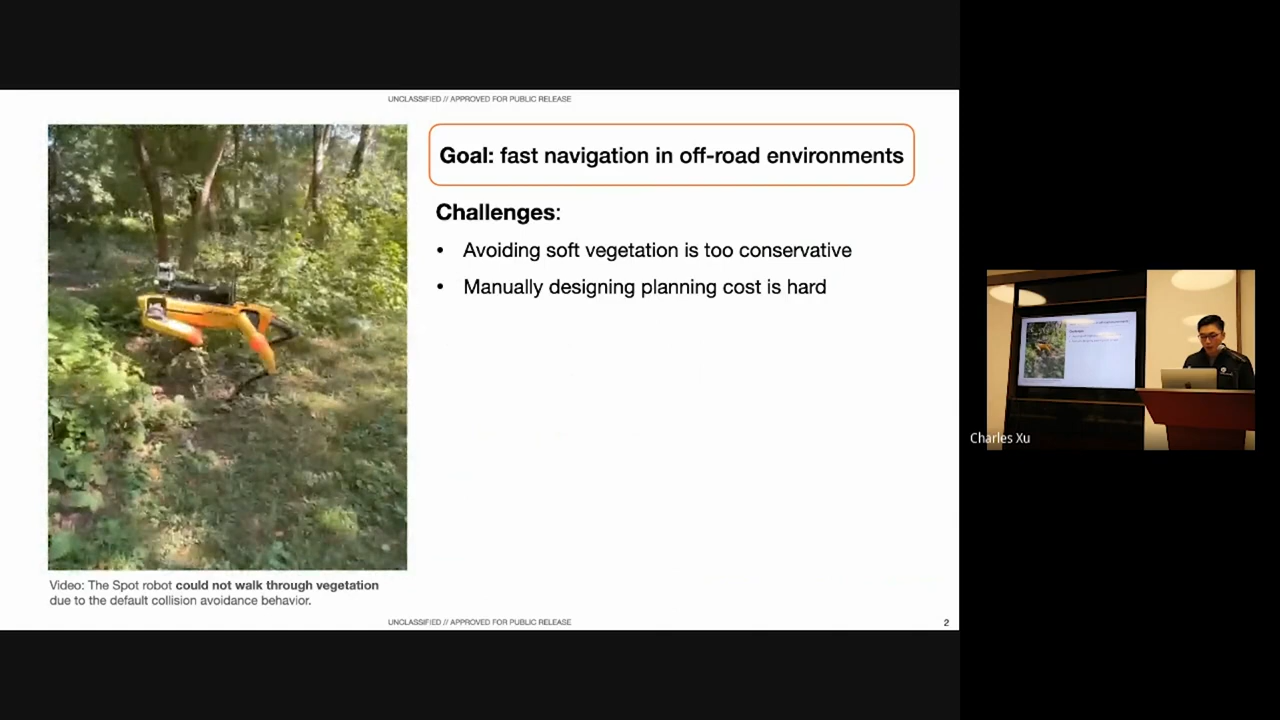 UNCLASSIFIED // APPROVED FOR PUBLIC RELEASE
Goal: fast navigation in off-road environments
Challenges:
• Avoiding soft vegetation is too conservative
• Manually designing planning cost is hard
Video: The Spot robot could not walk through vegetation
due to the default collision avoidance behavior.
UNCLASSIFIED // APPROVED FOR PUBLIC RELEASE
2
Charles Xu